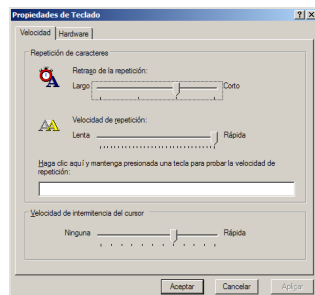 Propiedades de Teclado
Velocidad Hardware
Repetición de caracteres
Retraso de la repetición:
Largo Corto
Velocidad de repetición:
Lenta Rápida
Haga clic aquí y mantenga presionada una tecla para probar la velocidad de
repetición:
Velocidad de intermitencia del cursor
Ninguna Rápida
Aceptar Cancelar Aplicar